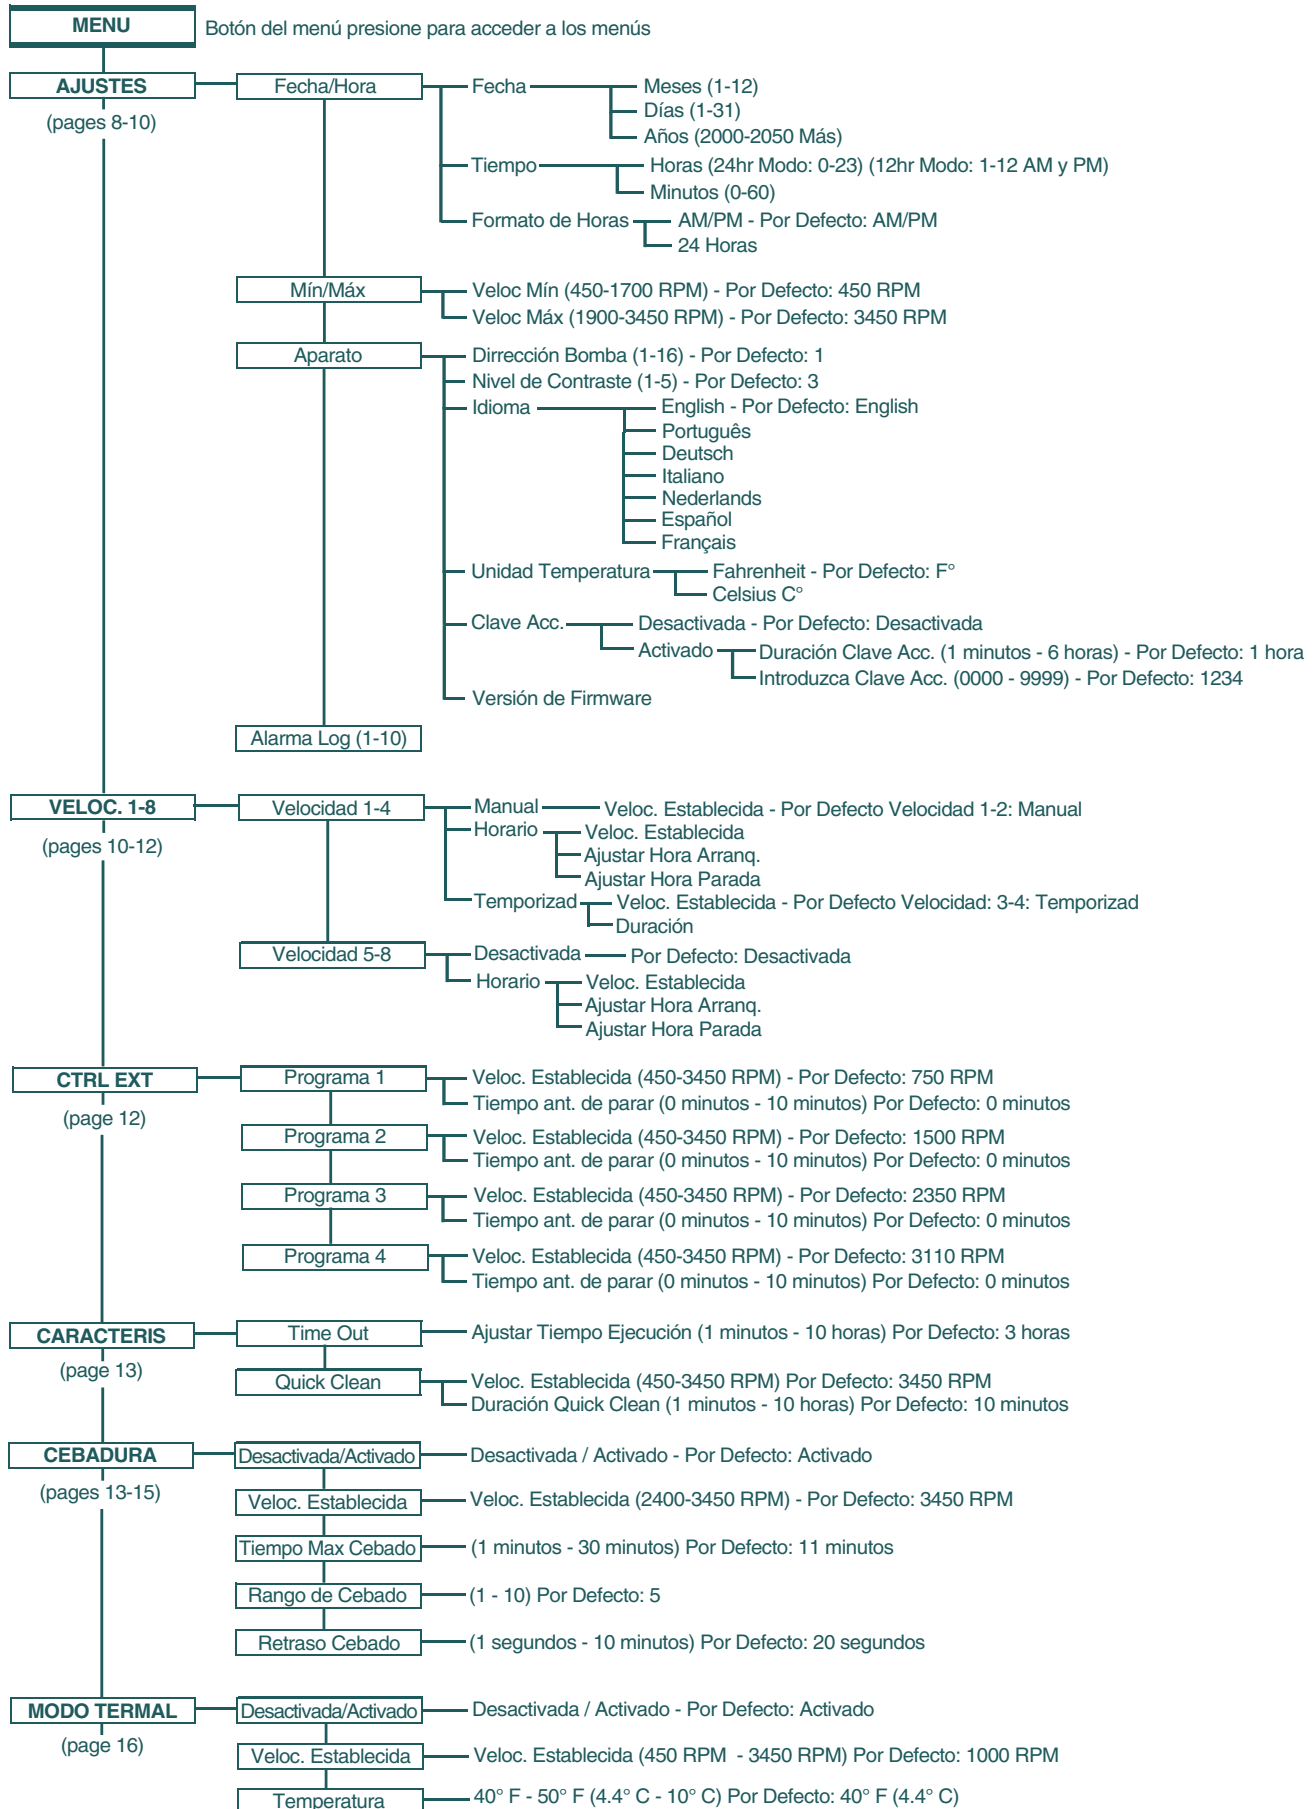 MENU Botón del menú presione para acceder a los menús
AJUSTES Fecha/Hora Fecha Meses (1-12)
(pages 8-10) Días (1-31)
Años (2000-2050 Más)
Tiempo Horas (24hr Modo: 0-23) (12hr Modo: 1-12 AM y PM)
Minutos (0-60)
Formato de Horas AM/PM - Por Defecto: AM/PM
24 Horas
Mín/Máx Veloc Mín (450-1700 RPM) - Por Defecto: 450 RPM
Veloc Máx (1900-3450 RPM) - Por Defecto: 3450 RPM
Aparato Dirrección Bomba (1-16) - Por Defecto: 1
Nivel de Contraste (1-5) - Por Defecto: 3
Idioma English - Por Defecto: English
Português
Deutsch
Italiano
Nederlands
Español
Français
Unidad Temperatura Fahrenheit - Por Defecto: F°
Celsius C°
Clave Acc. Desactivada - Por Defecto: Desactivada
Activado Duración Clave Acc. (1 minutos - 6 horas) - Por Defecto: 1 hora
Introduzca Clave Acc. (0000 - 9999) - Por Defecto: 1234
Versión de Firmware
Alarma Log (1-10)
VELOC. 1-8 Velocidad 1-4 Manual Veloc. Establecida - Por Defecto Velocidad 1-2: Manual
(pages 10-12) Horario Veloc. Establecida
Ajustar Hora Arranq.
Ajustar Hora Parada
Temporizad Veloc. Establecida - Por Defecto Velocidad: 3-4: Temporizad
Duración
Velocidad 5-8 Desactivada Por Defecto: Desactivada
Horario Veloc. Establecida
Ajustar Hora Arranq.
Ajustar Hora Parada
CTRL EXT Programa 1 Veloc. Establecida (450-3450 RPM) - Por Defecto: 750 RPM
(page 12) Tiempo ant. de parar (0 minutos - 10 minutos) Por Defecto: 0 minutos
Programa 2 Veloc. Establecida (450-3450 RPM) - Por Defecto: 1500 RPM
Tiempo ant. de parar (0 minutos - 10 minutos) Por Defecto: 0 minutos
Programa 3 Veloc. Establecida (450-3450 RPM) - Por Defecto: 2350 RPM
Tiempo ant. de parar (0 minutos - 10 minutos) Por Defecto: 0 minutos
Programa 4 Veloc. Establecida (450-3450 RPM) - Por Defecto: 3110 RPM
Tiempo ant. de parar (0 minutos - 10 minutos) Por Defecto: 0 minutos
CARACTERIS Time Out Ajustar Tiempo Ejecución (1 minutos - 10 horas) Por Defecto: 3 horas
(page 13) Quick Clean Veloc. Establecida (450-3450 RPM) Por Defecto: 3450 RPM
Duración Quick Clean (1 minutos - 10 horas) Por Defecto: 10 minutos
CEBADURA Desactivada/Activado Desactivada / Activado - Por Defecto: Activado
(pages 13-15) Veloc. Establecida Veloc. Establecida (2400-3450 RPM) - Por Defecto: 3450 RPM
Tiempo Max Cebado (1 minutos - 30 minutos) Por Defecto: 11 minutos
Rango de Cebado (1 - 10) Por Defecto: 5
Retraso Cebado (1 segundos - 10 minutos) Por Defecto: 20 segundos
MODO TERMAL Desactivada/Activado Desactivada / Activado - Por Defecto: Activado
(page 16) Veloc. Establecida Veloc. Establecida (450 RPM - 3450 RPM) Por Defecto: 1000 RPM
Temperatura 40° F - 50° F (4.4° C - 10° C) Por Defecto: 40° F (4.4° C)